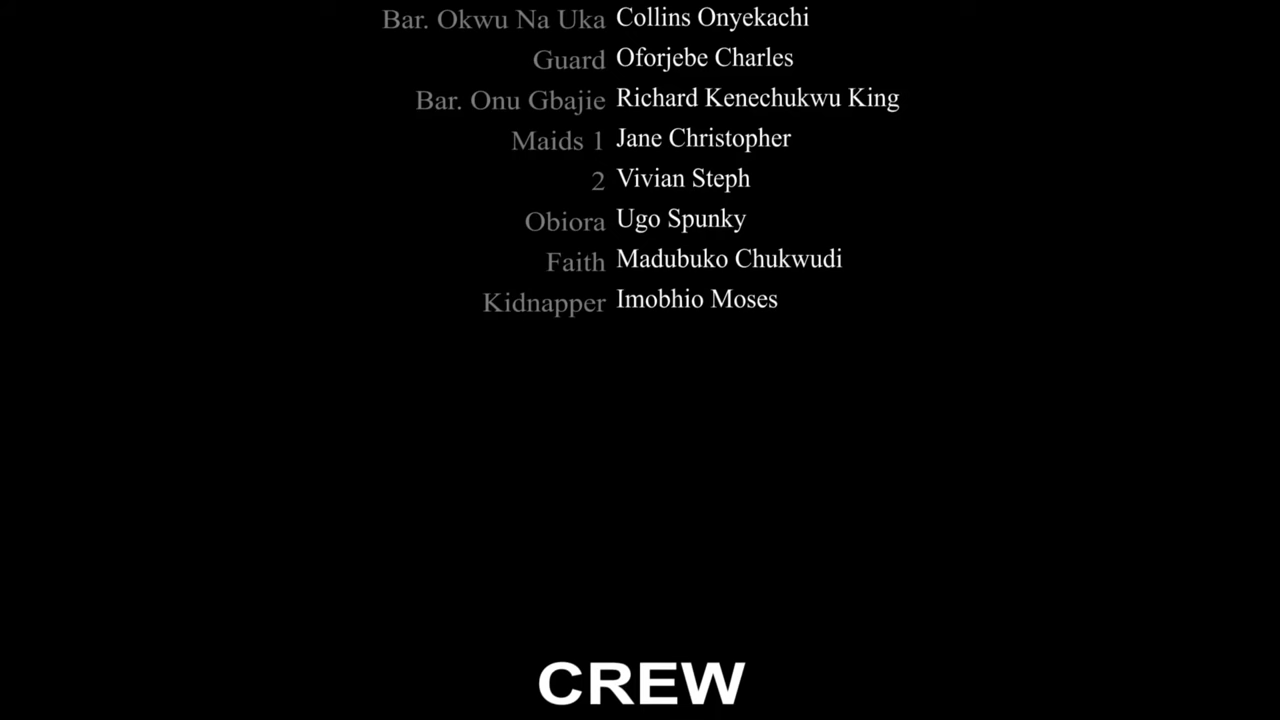 Bar. Okwu Na Uka Collins Onyekachi
Guard Oforjebe Charles
Bar. Onu Gbajie Richard Kenechukwu King
Maids 1 Jane Christopher
2 Vivian Steph
Obiora Ugo Spunky
Faith Madubuko Chukwudi
Kidnapper Imobhio Moses
CREW